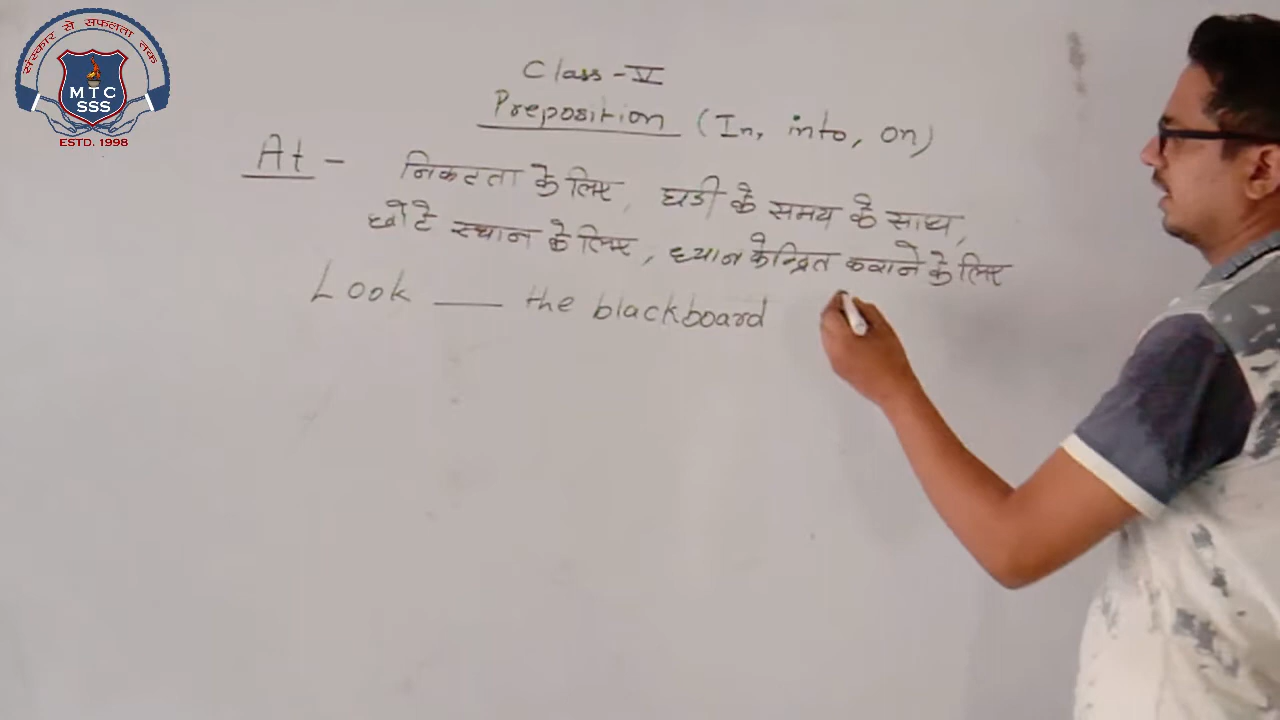 संस्कार से सफलता तक
MTC
SSS
ESTD. 1998
Class - V
Preposition (In, into, on)
At - निकटता के लिए, घडी के समय के साथ,
छोटे स्थान के लिए, ध्यान केन्द्रित कराने के लिए
Look ___ the blackboard